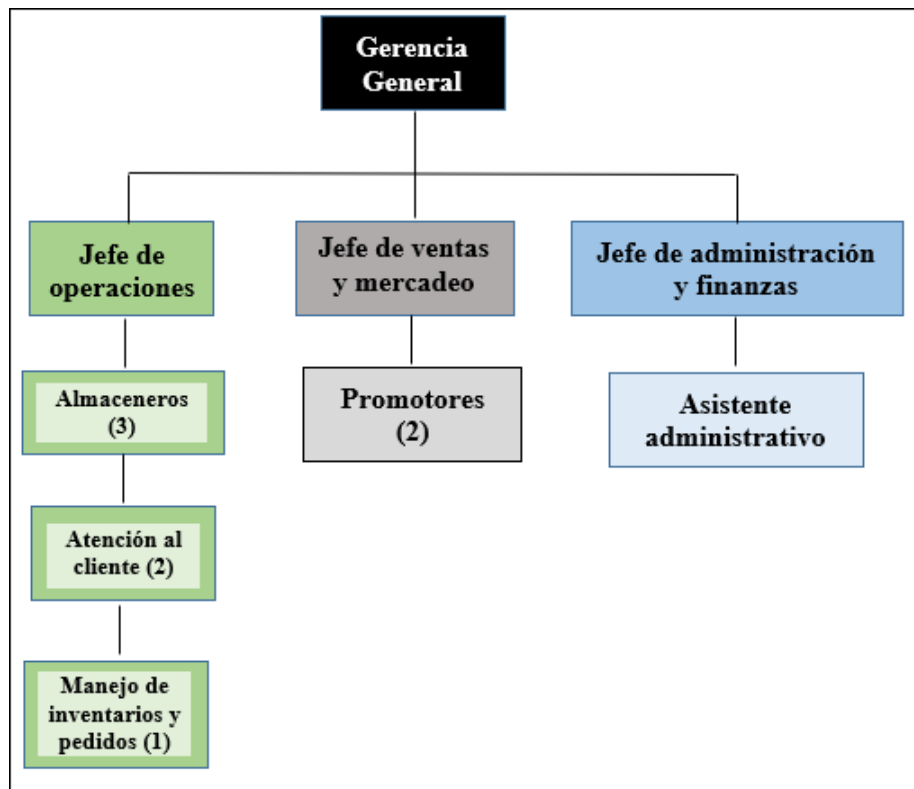 Gerencia
General
Jefe de
operaciones
Jefe de ventas
y mercadeo
Jefe de administración
y finanzas
Almaceneros
(3)
Promotores
(2)
Asistente
administrativo
Atención al
cliente (2)
Manejo de
inventarios y
pedidos (1)